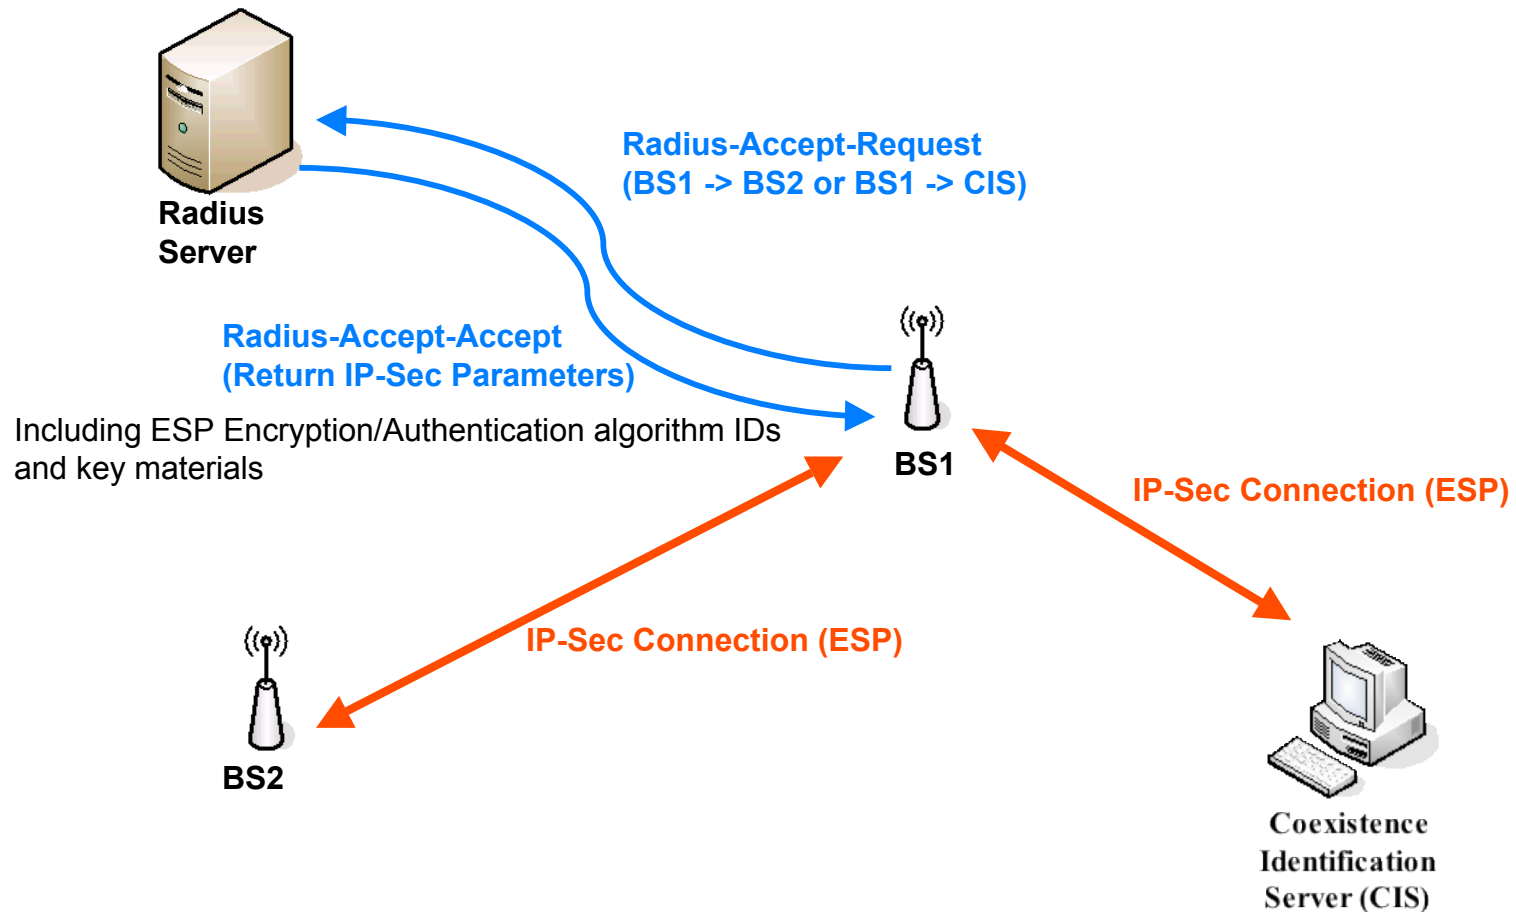 Radius-Accept-Request
(BS1 -> BS2 or BS1 -> CIS)
Radius
Server
Radius-Accept-Accept
(Return IP-Sec Parameters)
Including ESP Encryption/Authentication algorithm IDs
and key materials
BS1
IP-Sec Connection (ESP)
IP-Sec Connection (ESP)
BS2
Coexistence
Identification
Server (CIS)